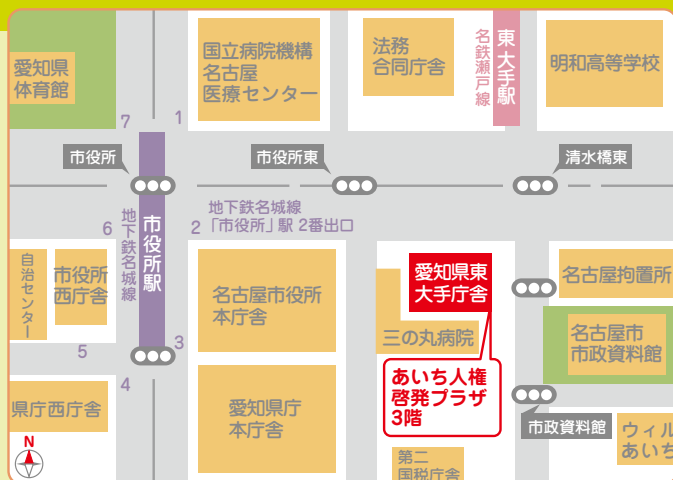 愛知県
体育館
国立病院機構
名古屋
医療センター
法務
合同庁舎
名鉄瀬戸線
東大手駅
明和高等学校
7
1
市役所
市役所東
清水橋東
6
地下鉄名城線
市役所駅
2
地下鉄名城線
「市役所」駅 2番出口
自治センター
市役所
西庁舎
名古屋市役所
本庁舎
愛知県東
大手庁舎
三の丸病院
名古屋拘置所
名古屋市
市政資料館
5
3
4
あいち人権
啓発プラザ
3階
県庁西庁舎
愛知県庁
本庁舎
市政資料館
ウィル
あいち
第二
国税庁舎
N